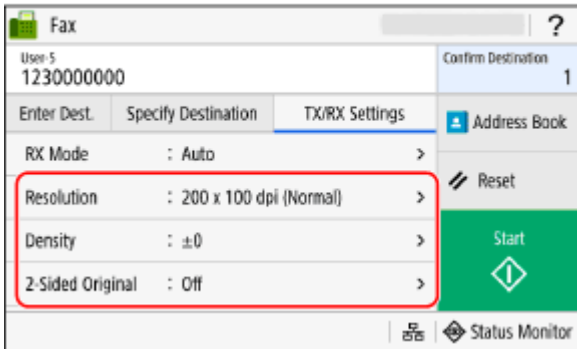 Fax
?
User-5
1230000000
Confirm Destination
1
Enter Dest. Specify Destination TX/RX Settings
Address Book
RX Mode : Auto >
Reset
Resolution : 200 x 100 dpi (Normal) >
Density : ±0 >
Start
2-Sided Original : Off >
Status Monitor